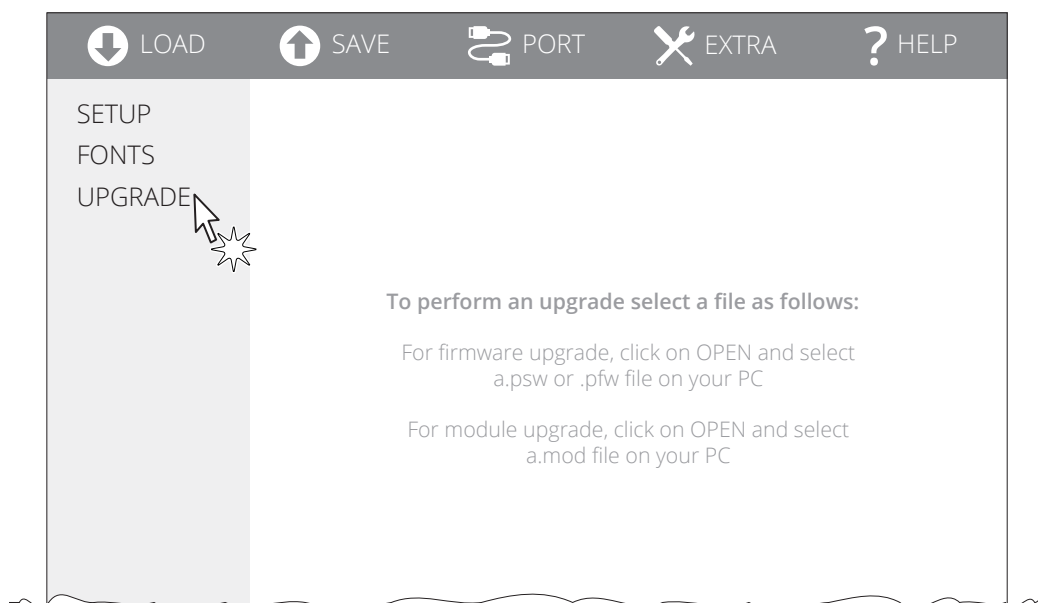 LOAD SAVE PORT EXTRA ? HELP
SETUP
FONTS
UPGRADE
To perform an upgrade select a file as follows:
For firmware upgrade, click on OPEN and select
a.psw or .pfw file on your PC
For module upgrade, click on OPEN and select
a.mod file on your PC